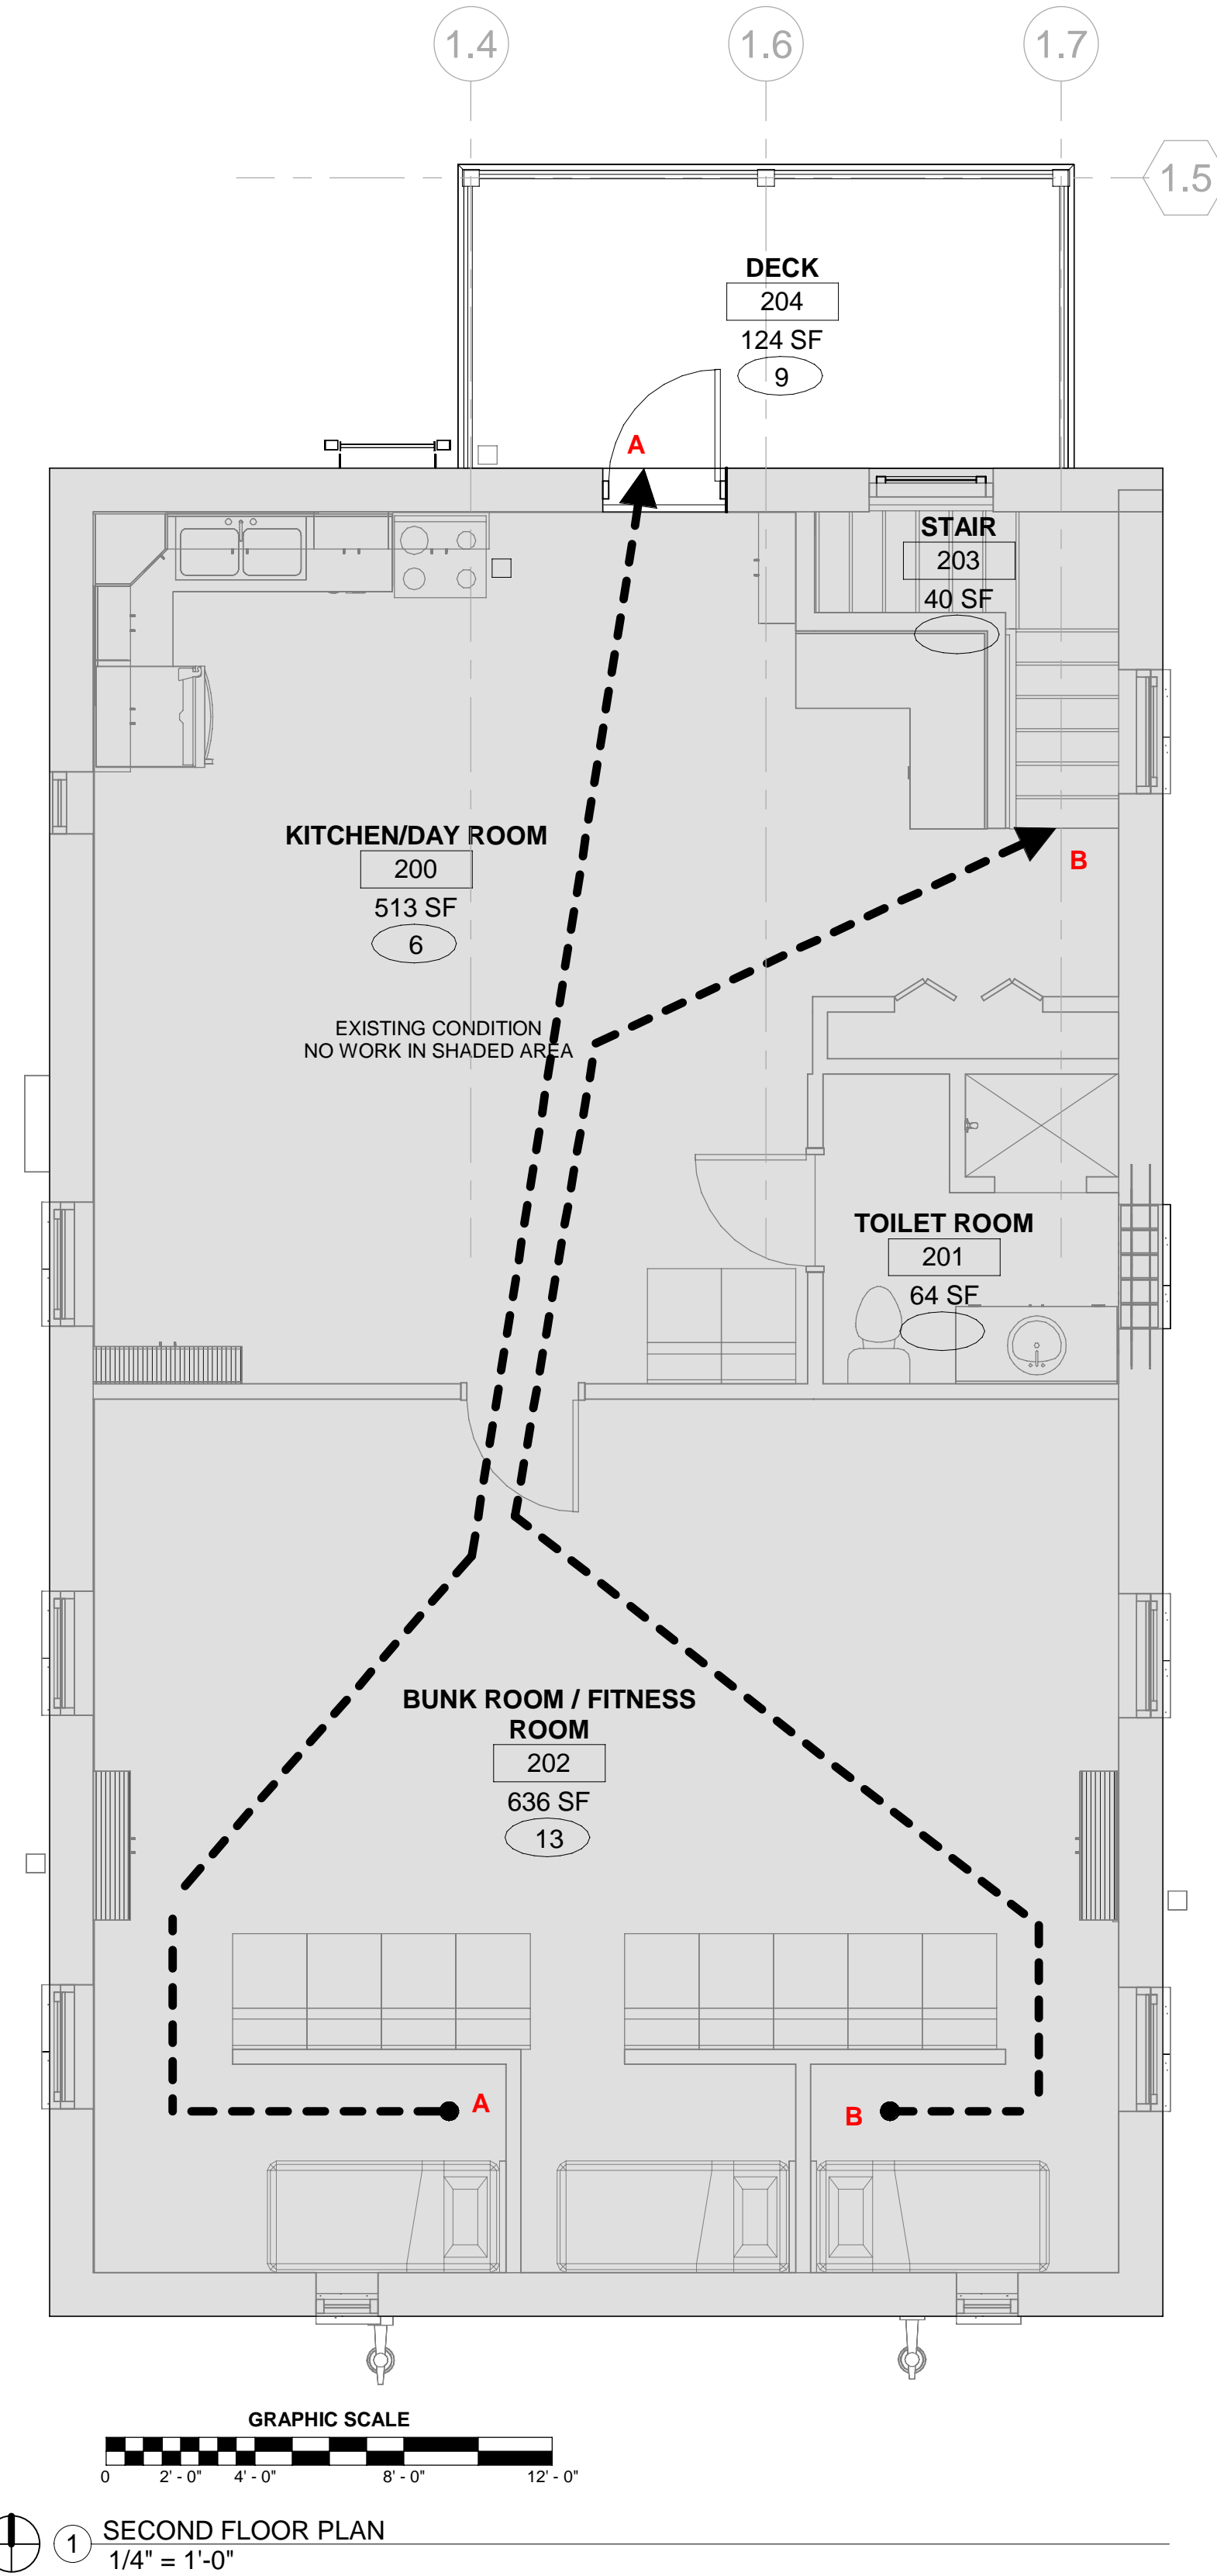 1.4
1.6
1.7
1.5
DECK
204
124 SF
9
A
STAIR
203
40 SF
KITCHEN/DAY ROOM
200
513 SF
6
B
EXISTING CONDITION
NO WORK IN SHADED AREA
TOILET ROOM
201
64 SF
BUNK ROOM / FITNESS
ROOM
202
636 SF
13
A
B
GRAPHIC SCALE
0 2' - 0" 4' - 0" 8' - 0" 12' - 0"
1 SECOND FLOOR PLAN
1/4" = 1'-0"